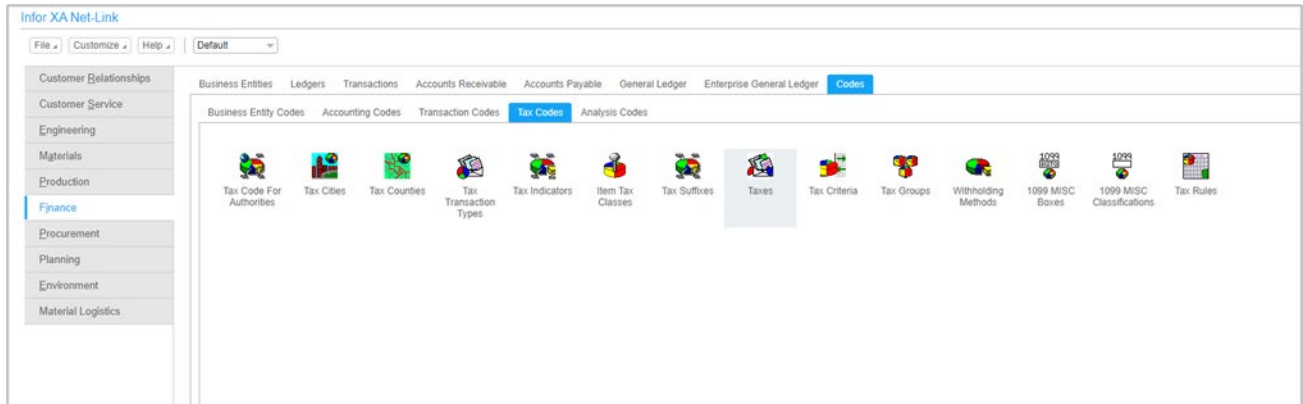 Infor XA Net-Link
File Customize Help Default
Customer Relationships
Customer Service
Engineering
Materials
Production
Finance
Procurement
Planning
Environment
Material Logistics
Business Entities Ledgers Transactions Accounts Receivable Accounts Payable General Ledger Enterprise General Ledger Codes
Business Entity Codes Accounting Codes Transaction Codes Tax Codes Analysis Codes
Tax Code For Authorities
Tax Cities
Tax Counties
Tax Transaction Types
Tax Indicators
Item Tax Classes
Tax Suffixes
Taxes
Tax Criteria
Tax Groups
Withholding Methods
1099
1099 MISC Boxes
1099
1099 MISC Classifications
Tax Rules